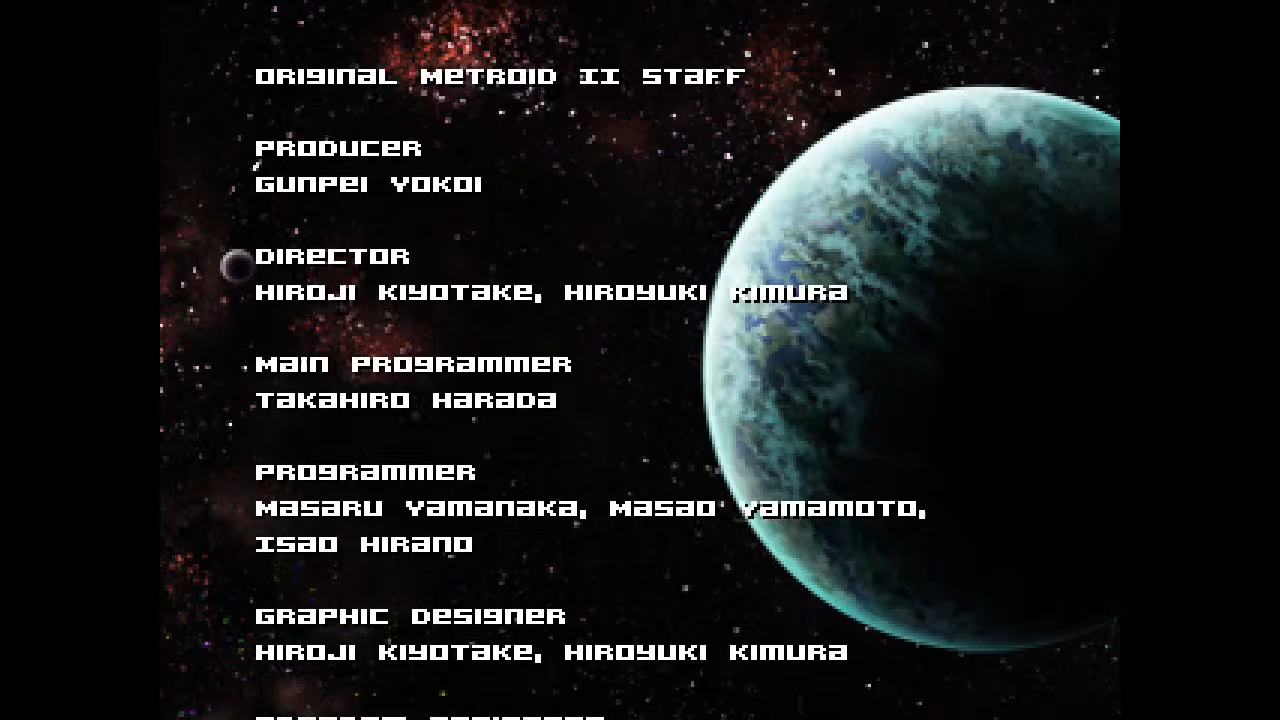 ORIGINAL METROID II STAFF
PRODUCER
GUNPEI YOKOI
DIRECTOR
HIROJI KIYOTAKE, HIROYUKI KIMURA
MAIN PROGRAMMER
TAKAHIRO HARADA
PROGRAMMER
MASARU YAMANAKA, MASAO YAMAMOTO,
ISAO HIRANO
GRAPHIC DESIGNER
HIROJI KIYOTAKE, HIROYUKI KIMURA